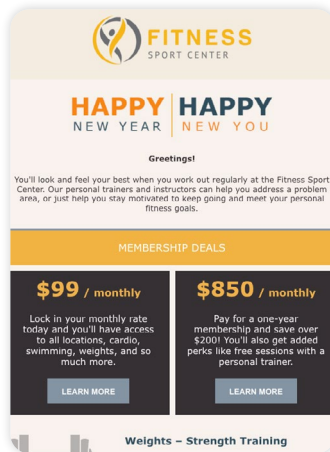 FITNESS
SPORT CENTER
HAPPY HAPPY
NEW YEAR NEW YOU
Greetings!
You'll look and feel your best when you work out regularly at the Fitness Sport
Center. Our personal trainers and instructors can help you address a problem
area, or just help you stay motivated to keep going and meet your personal
fitness goals.
MEMBERSHIP DEALS
$99 / monthly
Lock in your monthly rate
today and you'll have access
to all locations, cardio,
swimming, weights, and so
much more.
LEARN MORE
$850 / monthly
Pay for a one-year
membership and save over
$200! You'll also get added
perks like free sessions with a
personal trainer.
LEARN MORE
Weights – Strength Training